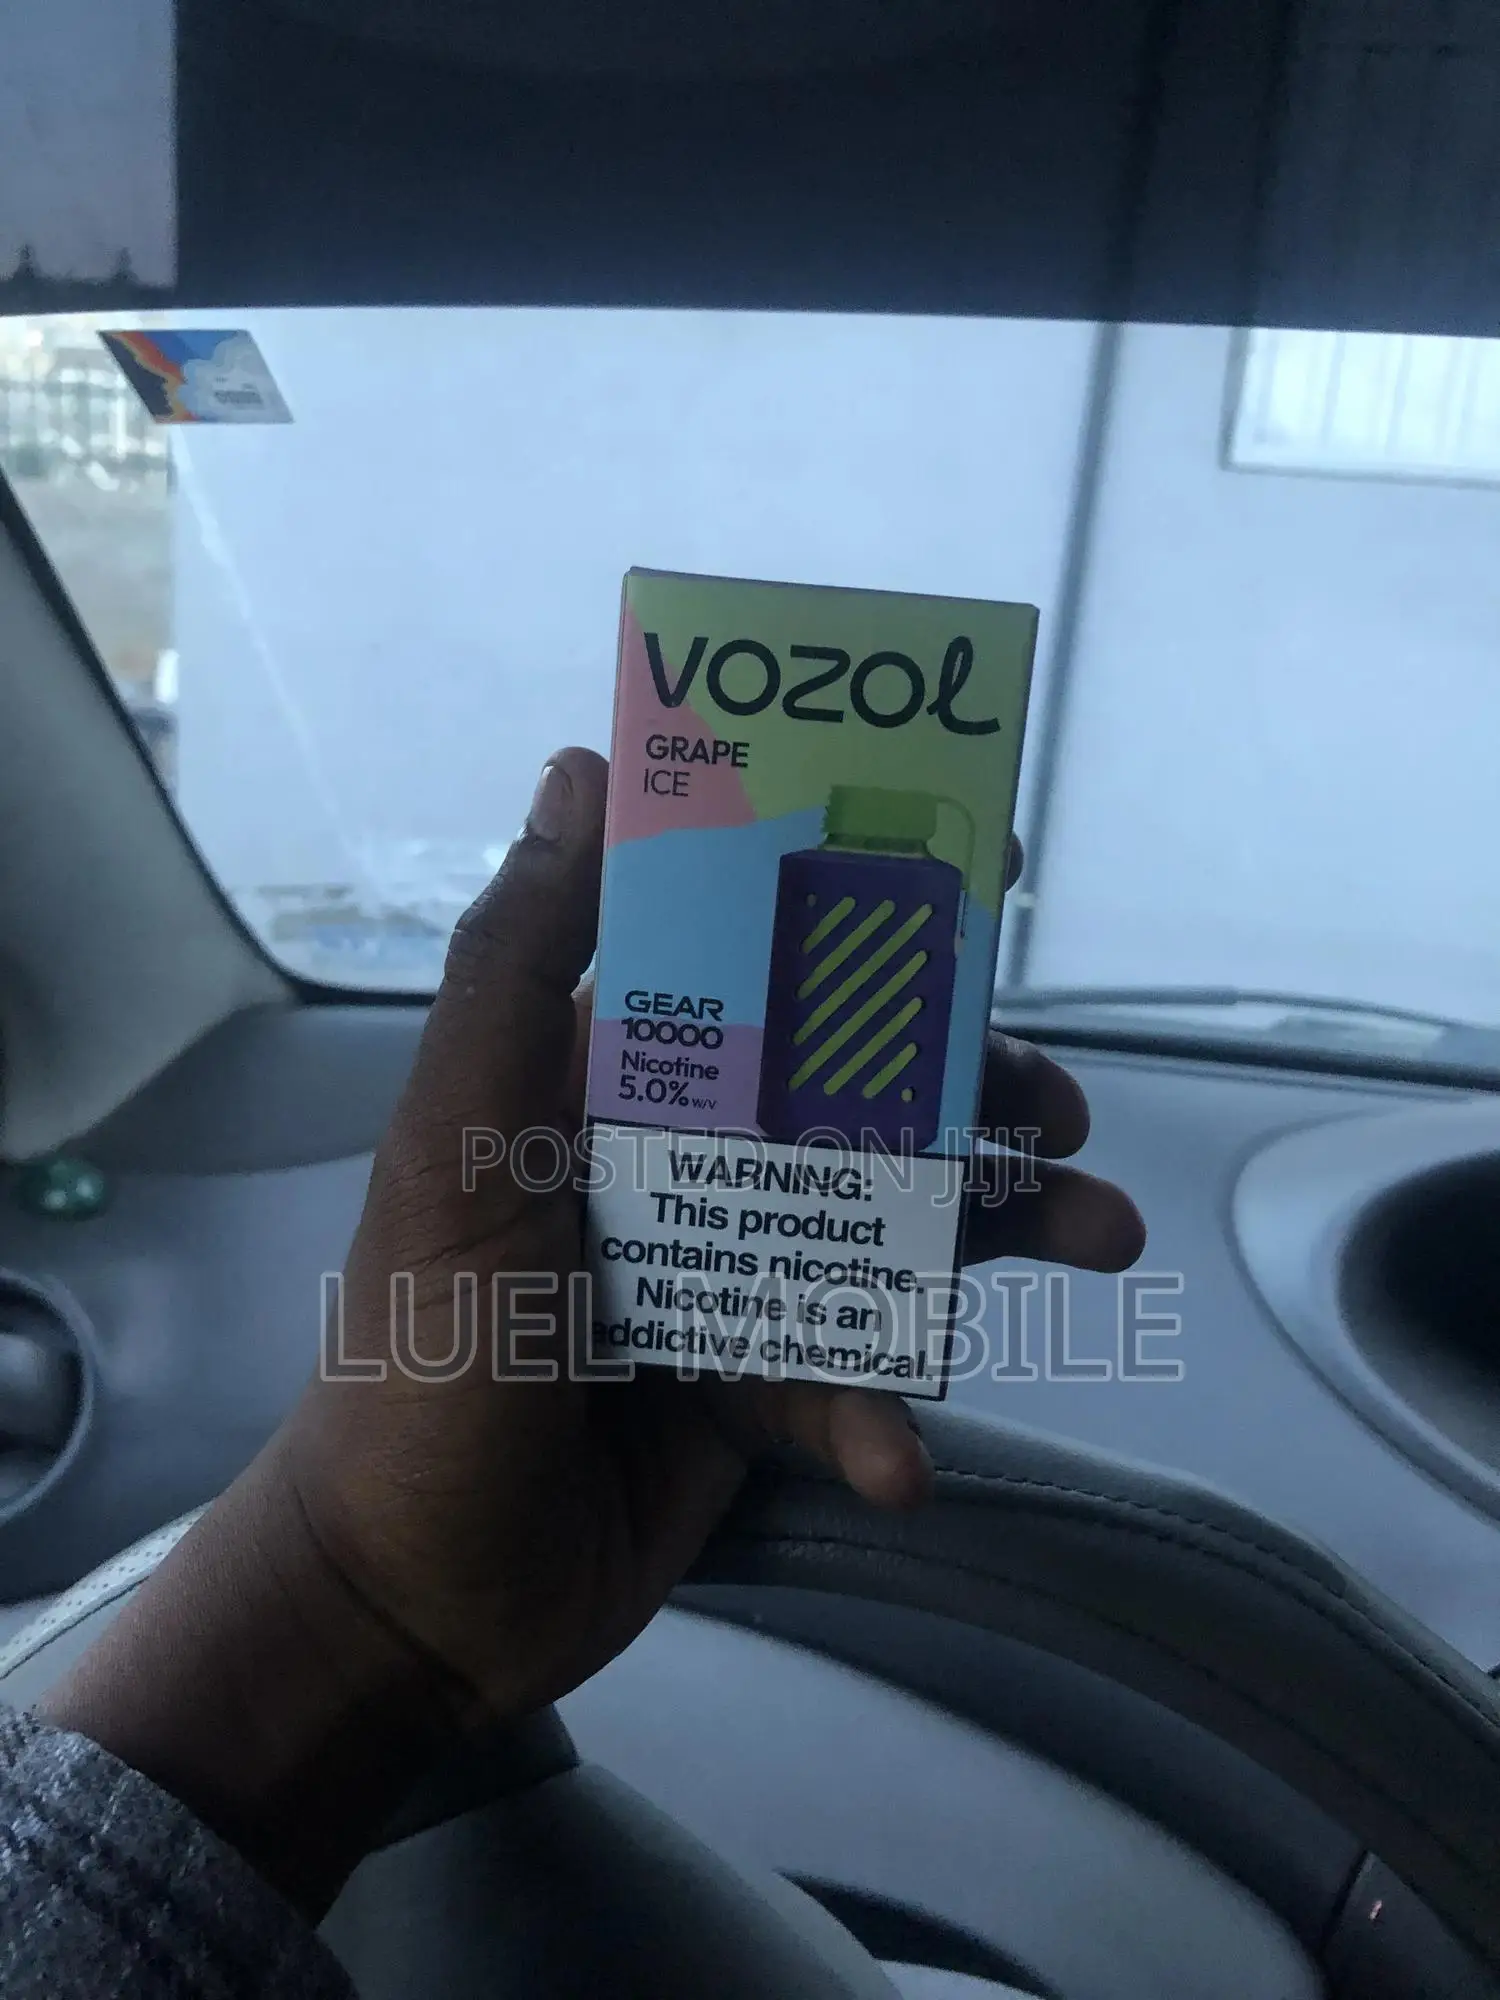 VOZOL
GRAPE
ICE
GEAR
10000
Nicotine
5.0% w/v
POSTED ON JIJI
WARNING:
This product
contains nicotine.
Nicotine is an
addictive chemical.
LUEL MOBILE